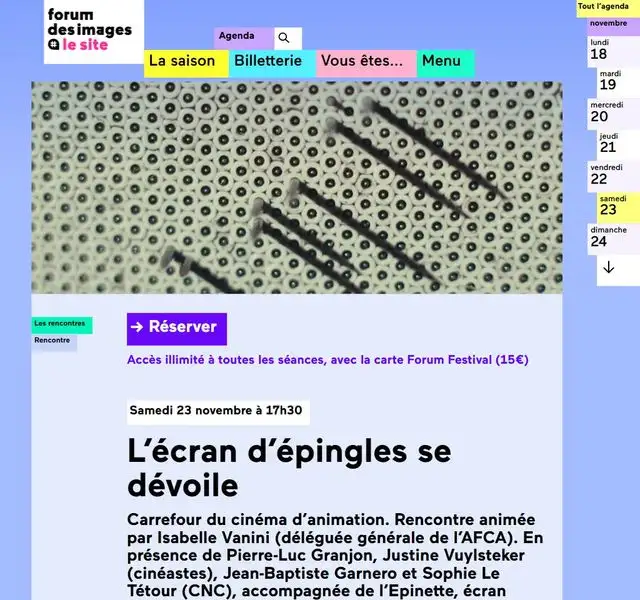 forum
des images
le site
Agenda
La saison
Billetterie
Vous êtes...
Menu
Tout l'agenda
novembre
lundi
18
mardi
19
mercredi
20
jeudi
21
vendredi
22
samedi
23
dimanche
24
Les rencontres
Rencontre
→ Réserver
Accès illimité à toutes les séances, avec la carte Forum Festival (15€)
Samedi 23 novembre à 17h30
L'écran d'épingles se
dévoile
Carrefour du cinéma d'animation. Rencontre animée
par Isabelle Vanini (déléguée générale de l'AFCA). En
présence de Pierre-Luc Granjon, Justine Vuylsteker
(cinéastes), Jean-Baptiste Garnero et Sophie Le
Tétour (CNC), accompagnée de l'Epinette, écran